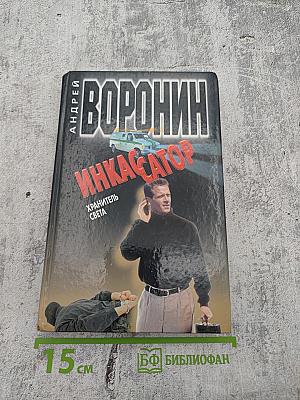 АНДРЕЙ
ВОРОНИН
ИНКАССАТОР
ХРАНИТЕЛЬ
СВЕТА
15 см
БФ БИБЛИОФАН